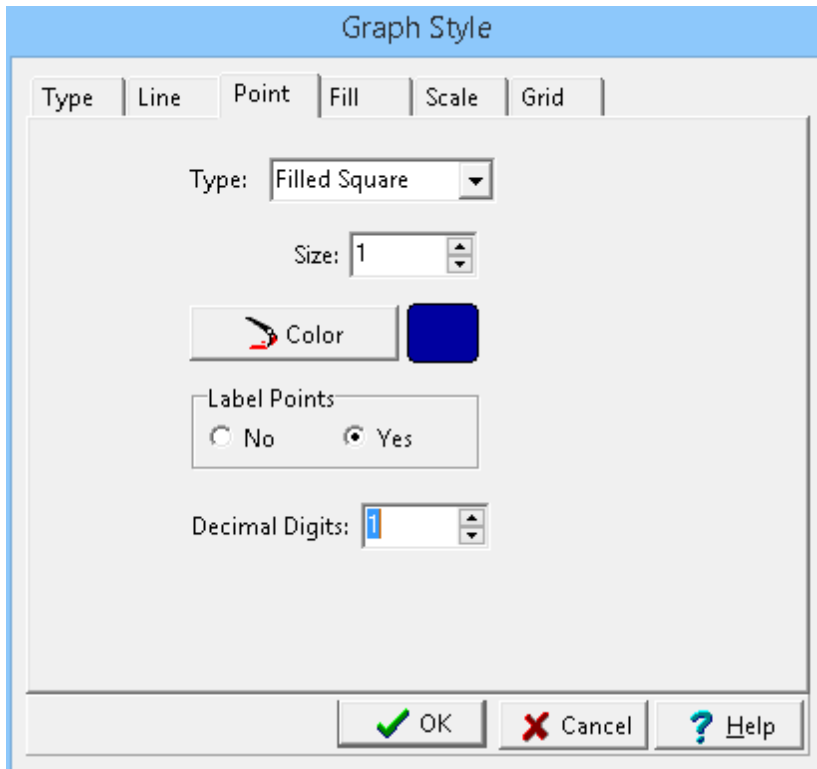 Graph Style
Type Line Point Fill Scale Grid
Type: Filled Square
Size: 1
Color
Label Points
No Yes
Decimal Digits: 1
OK Cancel Help